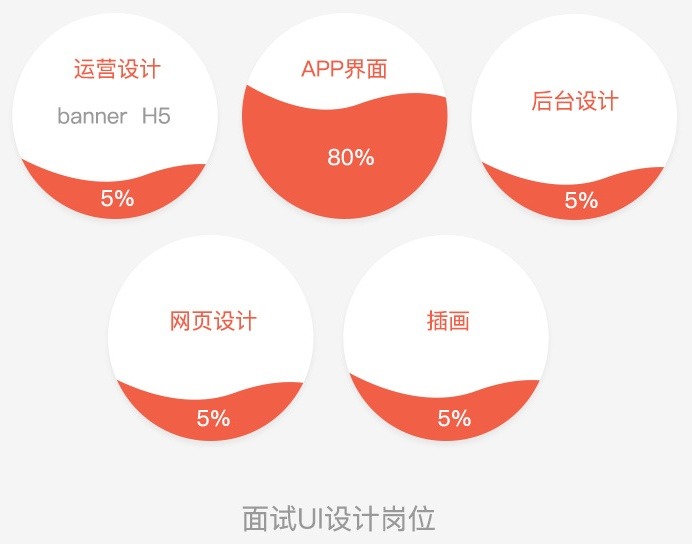 运营设计
banner H5
5%
APP界面
80%
后台设计
5%
网页设计
5%
插画
5%
面试UI设计岗位